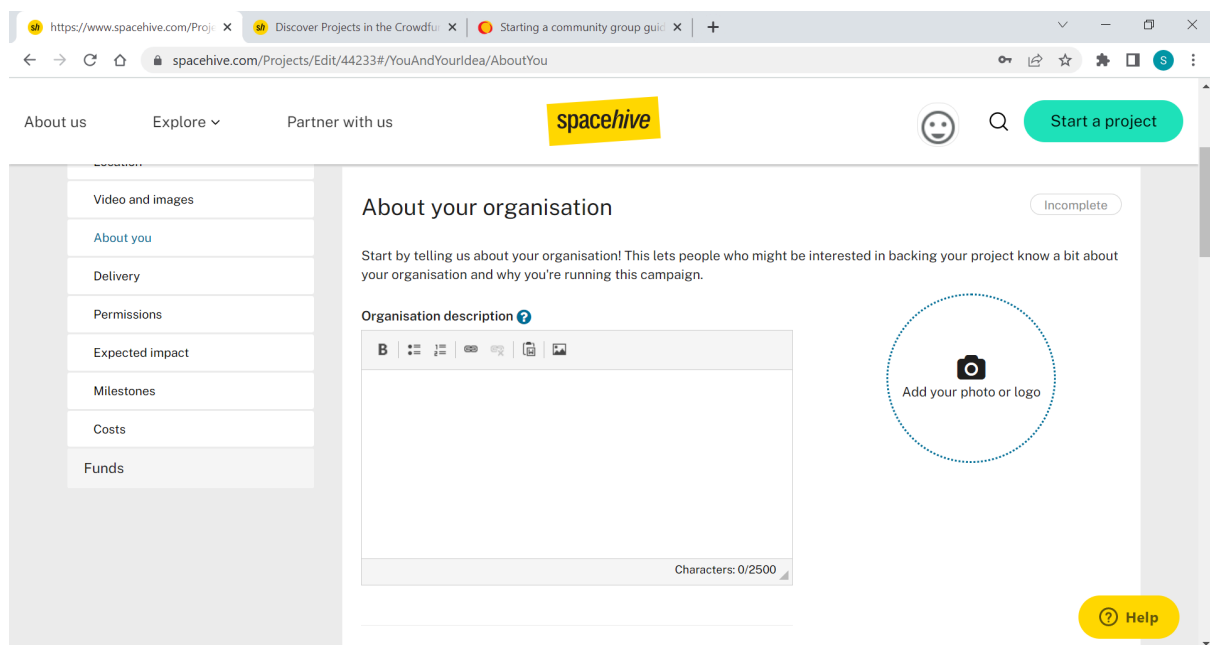 https://www.spacehive.com/Proje
Discover Projects in the Crowdfu
Starting a community group guid
spacehive.com/Projects/Edit/44233#/YouAndYourIdea/AboutYou
S
About us
Explore
Partner with us
spacehive
Start a project
Location
Video and images
About you
Delivery
Permissions
Expected impact
Milestones
Costs
Funds
About your organisation
Incomplete
Start by telling us about your organisation! This lets people who might be interested in backing your project know a bit about
your organisation and why you're running this campaign.
Organisation description ?
B
Add your photo or logo
Characters: 0/2500
? Help